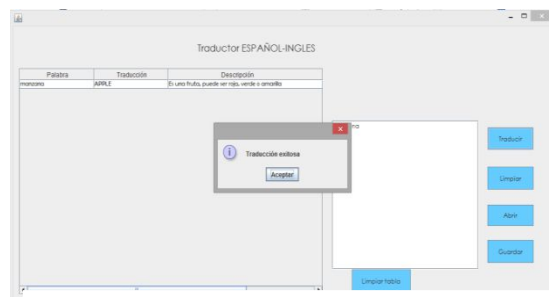 Traductor ESPAÑOL-INGLES
Palabra Traducción Descripción
manzana APPLE Es una fruta, puede ser roja, verde o amarilla
Traducción exitosa
Aceptar
Traducir
Limpiar
Abrir
Guardar
Limpiar tabla